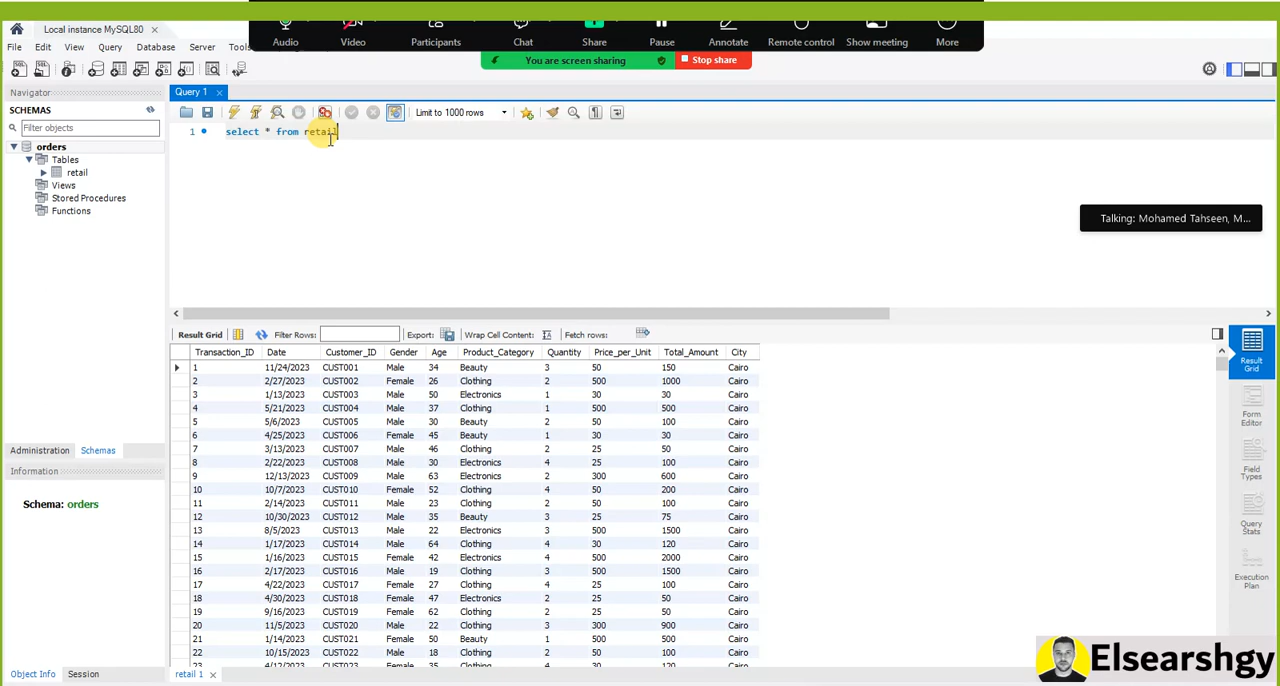 Local instance MySQL80
File Edit View Query Database Server Tools
Audio Video Participants Chat Share Pause Annotate Remote control Show meeting More
You are screen sharing Stop share
Navigator
SCHEMAS
Filter objects
orders
Tables
retail
Views
Stored Procedures
Functions
Query 1
Limit to 1000 rows
1 select * from retail
Talking: Mohamed Tahseen, M...
Result Grid Filter Rows: Export: Wrap Cell Content: Fetch rows:
Transaction_ID Date Customer_ID Gender Age Product_Category Quantity Price_per_Unit Total_Amount City
1 11/24/2023 CUST001 Male 34 Beauty 3 50 150 Cairo
2 2/27/2023 CUST002 Female 26 Clothing 2 500 1000 Cairo
3 1/13/2023 CUST003 Male 50 Electronics 1 30 30 Cairo
4 5/21/2023 CUST004 Male 37 Clothing 1 500 500 Cairo
5 5/6/2023 CUST005 Male 30 Beauty 2 50 100 Cairo
6 4/25/2023 CUST006 Female 45 Beauty 1 30 30 Cairo
7 3/13/2023 CUST007 Male 46 Clothing 2 25 50 Cairo
8 2/22/2023 CUST008 Male 30 Electronics 4 25 100 Cairo
9 12/13/2023 CUST009 Male 63 Electronics 2 300 600 Cairo
10 10/7/2023 CUST010 Female 52 Clothing 4 50 200 Cairo
11 2/14/2023 CUST011 Male 23 Clothing 2 50 100 Cairo
12 10/30/2023 CUST012 Male 35 Beauty 3 25 75 Cairo
13 8/5/2023 CUST013 Male 22 Electronics 3 500 1500 Cairo
14 1/17/2023 CUST014 Male 64 Clothing 4 30 120 Cairo
15 1/16/2023 CUST015 Female 42 Electronics 4 500 2000 Cairo
16 2/17/2023 CUST016 Male 19 Clothing 3 500 1500 Cairo
17 4/22/2023 CUST017 Female 27 Clothing 4 25 100 Cairo
18 4/30/2023 CUST018 Female 47 Electronics 2 25 50 Cairo
19 9/16/2023 CUST019 Female 62 Clothing 2 25 50 Cairo
20 11/5/2023 CUST020 Male 22 Clothing 3 300 900 Cairo
21 1/14/2023 CUST021 Female 50 Beauty 1 500 500 Cairo
22 10/15/2023 CUST022 Male 18 Clothing 2 50 100 Cairo
23 4/12/2023 CUST023 Female 35 Clothing 4 30 120 Cairo
Result Grid
Form Editor
Field Types
Query Stats
Execution Plan
Administration Schemas
Information
Schema: orders
Object Info Session
retail 1
Elsearshgy